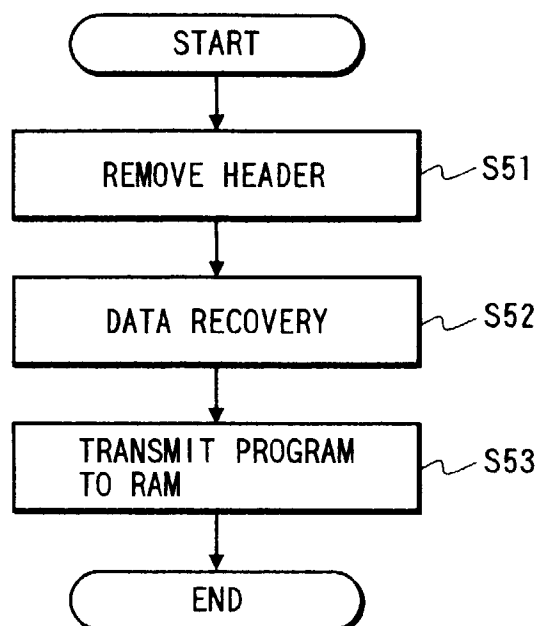 START
REMOVE HEADER
S51
DATA RECOVERY
S52
TRANSMIT PROGRAM
TO RAM
S53
END